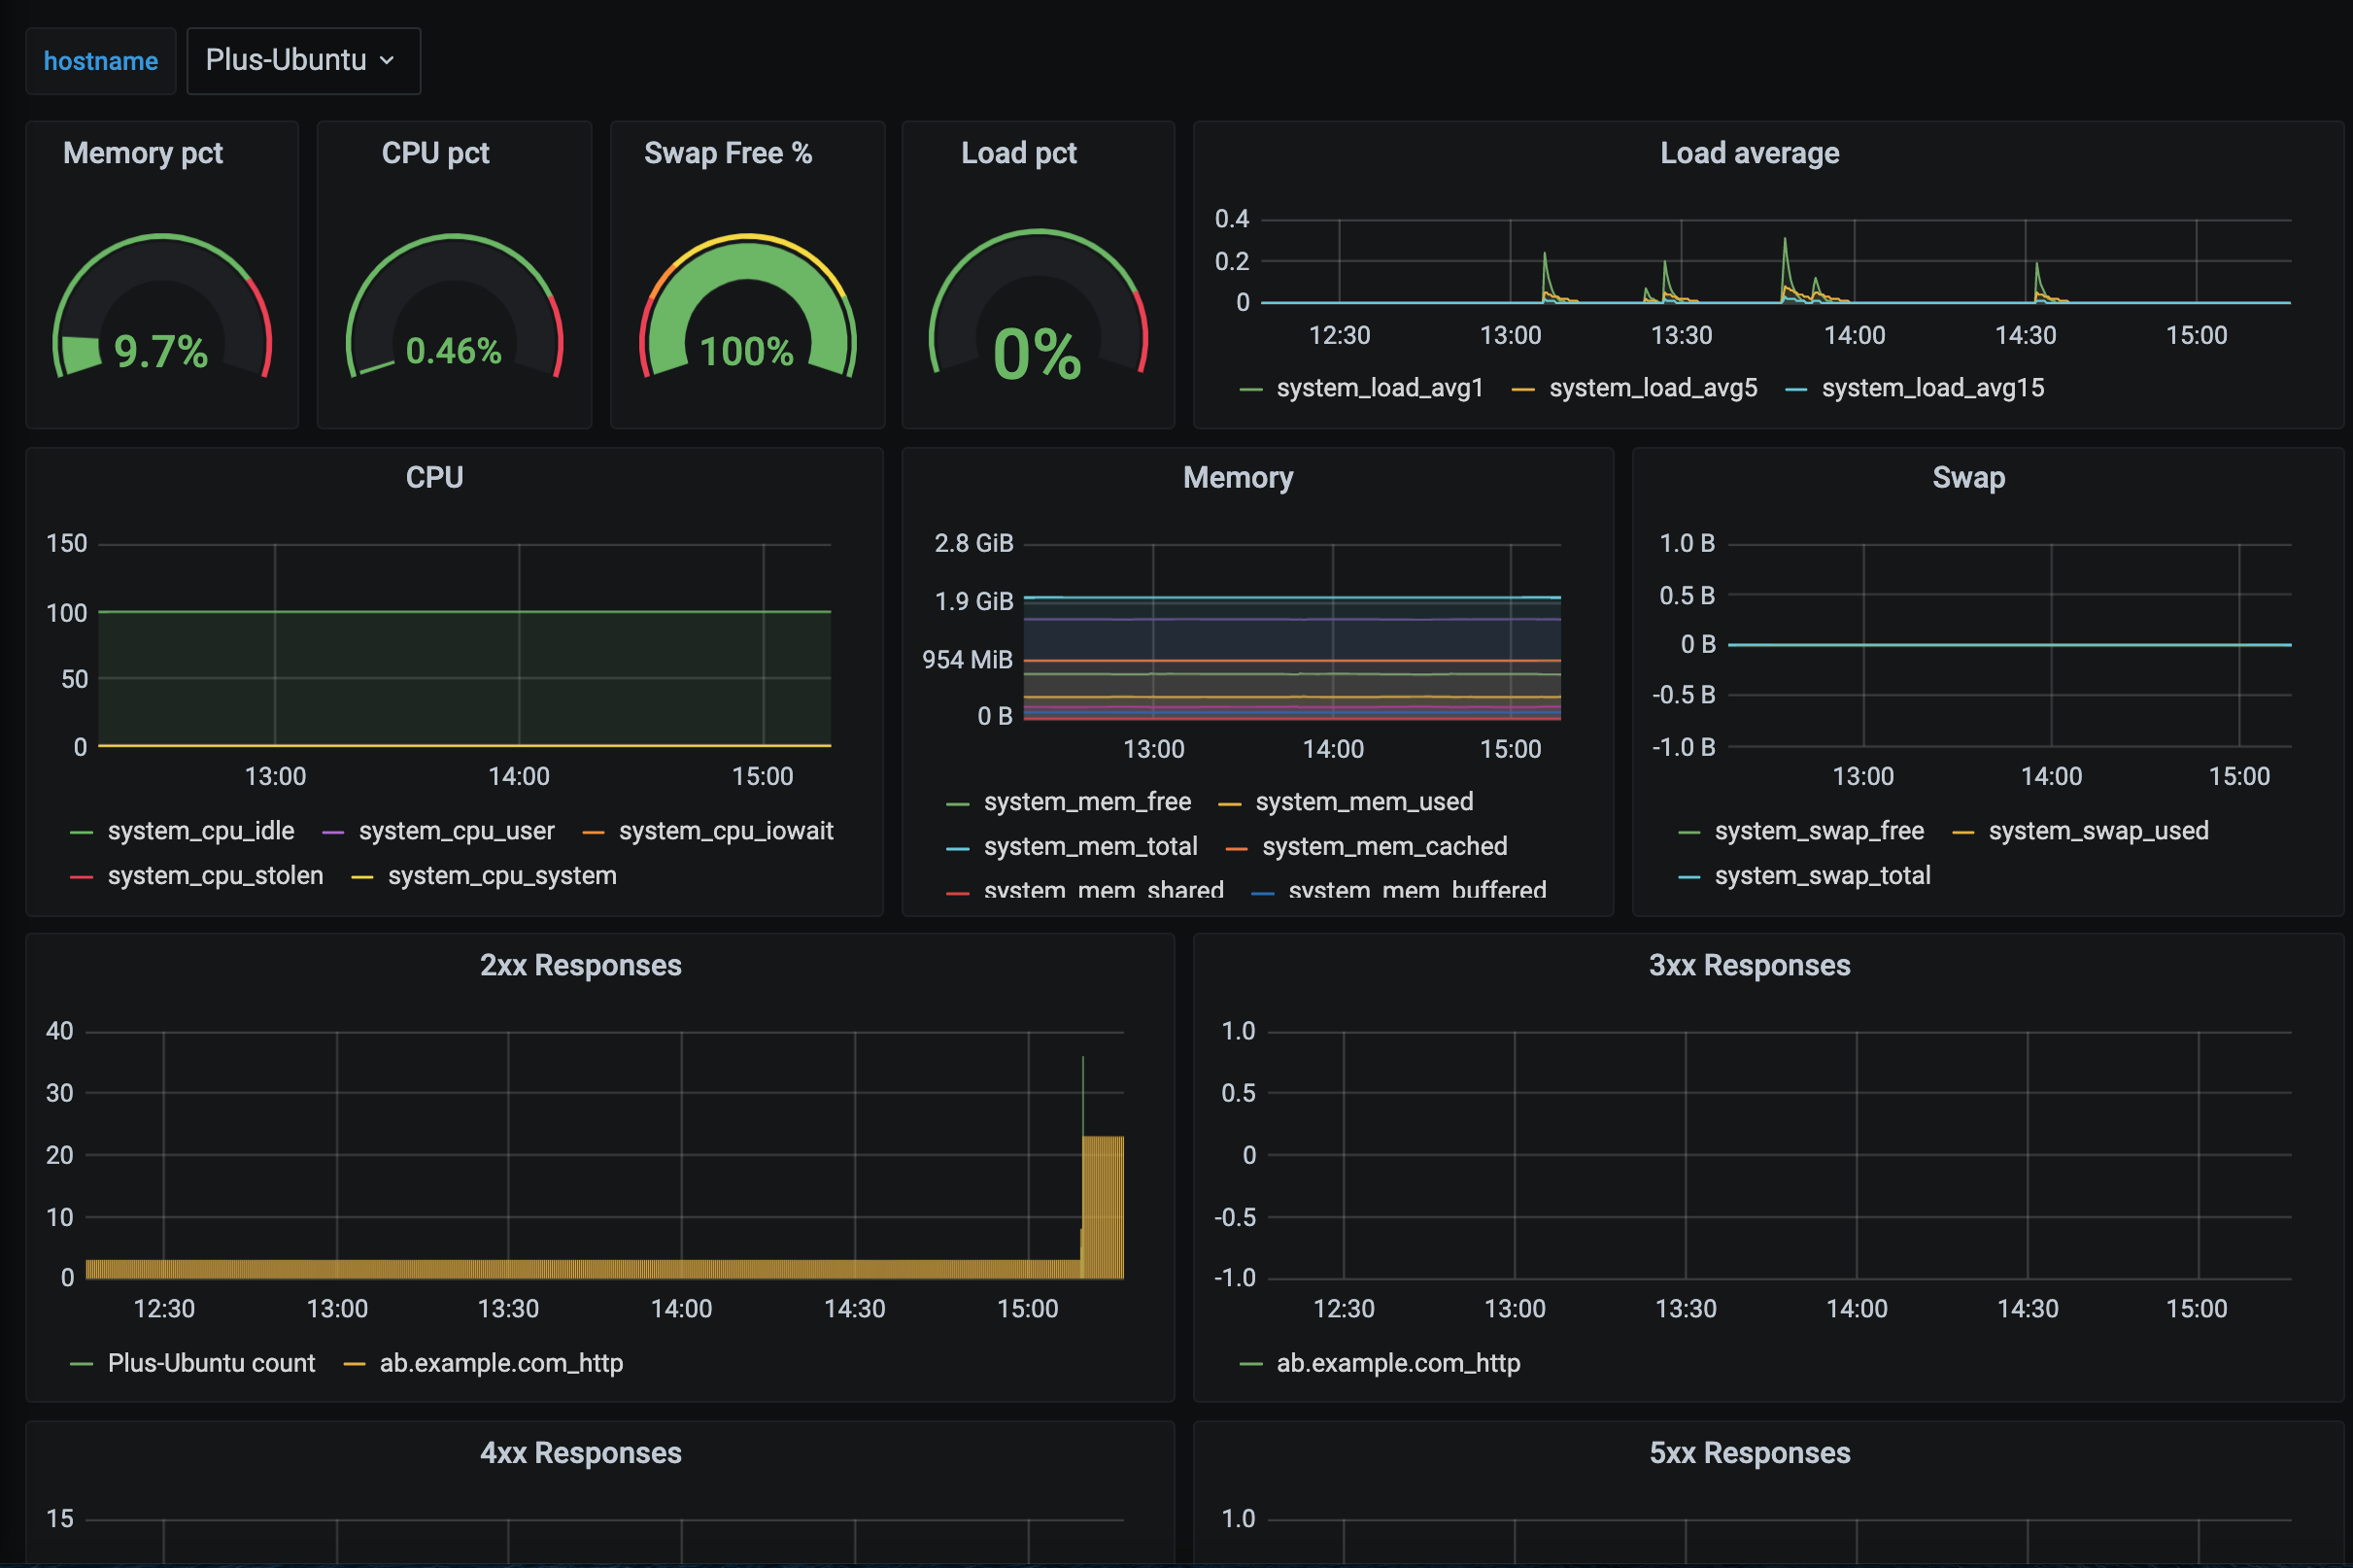 hostname Plus-Ubuntu
Memory pct
9.7%
CPU pct
0.46%
Swap Free %
100%
Load pct
0%
Load average
0.4
0.2
0
12:30 13:00 13:30 14:00 14:30 15:00
system_load_avg1 system_load_avg5 system_load_avg15
CPU
150
100
50
0
13:00 14:00 15:00
system_cpu_idle system_cpu_user system_cpu_iowait
system_cpu_stolen system_cpu_system
Memory
2.8 GiB
1.9 GiB
954 MiB
0 B
13:00 14:00 15:00
system_mem_free system_mem_used
system_mem_total system_mem_cached
system_mem_shared system_mem_buffered
Swap
1.0 B
0.5 B
0 B
-0.5 B
-1.0 B
13:00 14:00 15:00
system_swap_free system_swap_used
system_swap_total
2xx Responses
40
30
20
10
0
12:30 13:00 13:30 14:00 14:30 15:00
Plus-Ubuntu count ab.example.com_http
3xx Responses
1.0
0.5
0
-0.5
-1.0
12:30 13:00 13:30 14:00 14:30 15:00
ab.example.com_http
4xx Responses
15
5xx Responses
1.0